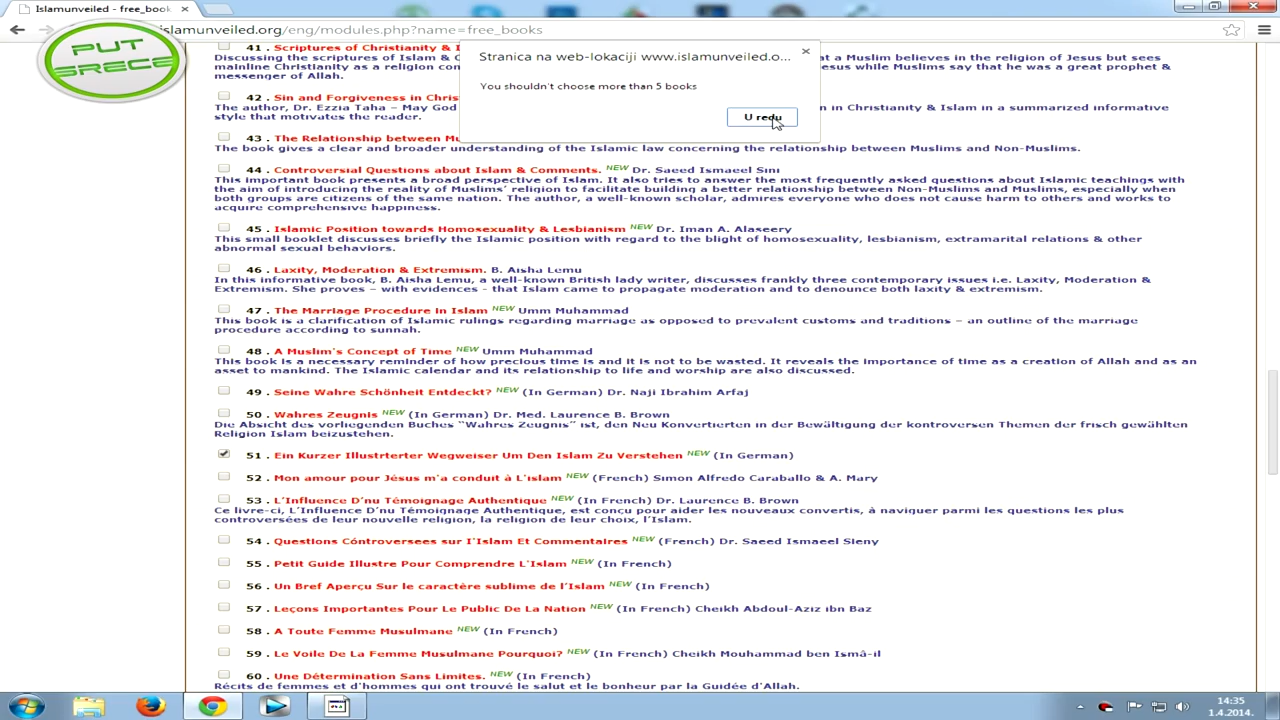 Islamunveiled - free_book
islamunveiled.org/eng/modules.php?name=free_books
PUT
GRECE
Stranica na web-lokaciji www.islamunveiled.o...
You shouldn't choose more than 5 books
U redu
41 . Scriptures of Christianity &
Discussing the scriptures of Islam &
at a Muslim believes in the religion of Jesus but sees
mainline Christianity as a religion
esus while Muslims say that he was a great prophet &
messenger of Allah.
42 . Sin and Forgiveness in Chris
The author, Dr. Ezzia Taha – May God
n in Christianity & Islam in a summarized informative
style that motivates the reader.
43 . The Relationship between M
The book gives a clear and broader understanding of the Islamic law concerning the relationship between Muslims and Non-Muslims.
44 . Controversial Questions about Islam & Comments. NEW Dr. Saeed Ismaeel Sini
This important book presents a broad perspective of Islam. It also tries to answer the most frequently asked questions about Islamic teachings with
the aim of introducing the reality of Muslims' religion to facilitate building a better relationship between Non-Muslims and Muslims, especially when
both groups are citizens of the same nation. The author, a well-known scholar, admires everyone who does not cause harm to others and works to
acquire comprehensive happiness.
45 . Islamic Position towards Homosexuality & Lesbianism NEW Dr. Iman A. Alaseery
This small booklet discusses briefly the Islamic position with regard to the blight of homosexuality, lesbianism, extramarital relations & other
abnormal sexual behaviors.
46 . Laxity, Moderation & Extremism. B. Aisha Lemu
In this informative book, B. Aisha Lemu, a well-known British lady writer, discusses frankly three contemporary issues i.e. Laxity, Moderation &
Extremism. She proves – with evidences - that Islam came to propagate moderation and to denounce both laxity & extremism.
47 . The Marriage Procedure In Islam NEW Umm Muhammad
This book is a clarification of Islamic rulings regarding marriage as opposed to prevalent customs and traditions – an outline of the marriage
procedure according to sunnah.
48 . A Muslim's Concept of Time NEW Umm Muhammad
This book is a necessary reminder of how precious time is and it is not to be wasted. It reveals the importance of time as a creation of Allah and as an
asset to mankind. The Islamic calendar and its relationship to life and worship are also discussed.
49 . Seine Wahre Schönheit Entdeckt? NEW (In German) Dr. Naji Ibrahim Arfaj
50 . Wahres Zeugnis NEW (In German) Dr. Med. Laurence B. Brown
Die Absicht des vorliegenden Buches “Wahres Zeugnis” ist, den Neu Konvertierten in der Bewältigung der kontroversen Themen der frisch gewählten
Religion Islam beizustehen.
51 . Ein Kurzer Illustrterter Wegweiser Um Den Islam Zu Verstehen NEW (In German)
52 . Mon amour pour Jésus m'a conduit à L'islam NEW (French) Simon Alfredo Caraballo & A. Mary
53 . L'Influence D'nu Témoignage Authentique NEW (In French) Dr. Laurence B. Brown
Ce livre-ci, L'Influence D'nu Témoignage Authentique, est conçu pour aider les nouveaux convertis, à naviguer parmi les questions les plus
controversées de leur nouvelle religion, la religion de leur choix, l'Islam.
54 . Questions Cóntroversees sur I'Islam Et Commentaires NEW (French) Dr. Saeed Ismaeel Sieny
55 . Petit Guide Illustre Pour Comprendre L'Islam NEW (In French)
56 . Un Bref Aperçu Sur le caractère sublime de l'Islam NEW (In French)
57 . Leçons Importantes Pour Le Public De La Nation NEW (In French) Cheikh Abdoul-Aziz ibn Baz
58 . A Toute Femme Musulmane NEW (In French)
59 . Le Voile De La Femme Musulmane Pourquoi? NEW (In French) Cheikh Mouhammad ben Ismâ-il
60 . Une Détermination Sans Limites. NEW (In French)
Récits de femmes et d'hommes qui ont trouvé le salut et le bonheur par la Guidée d'Allah.
14:35
1.4.2014.